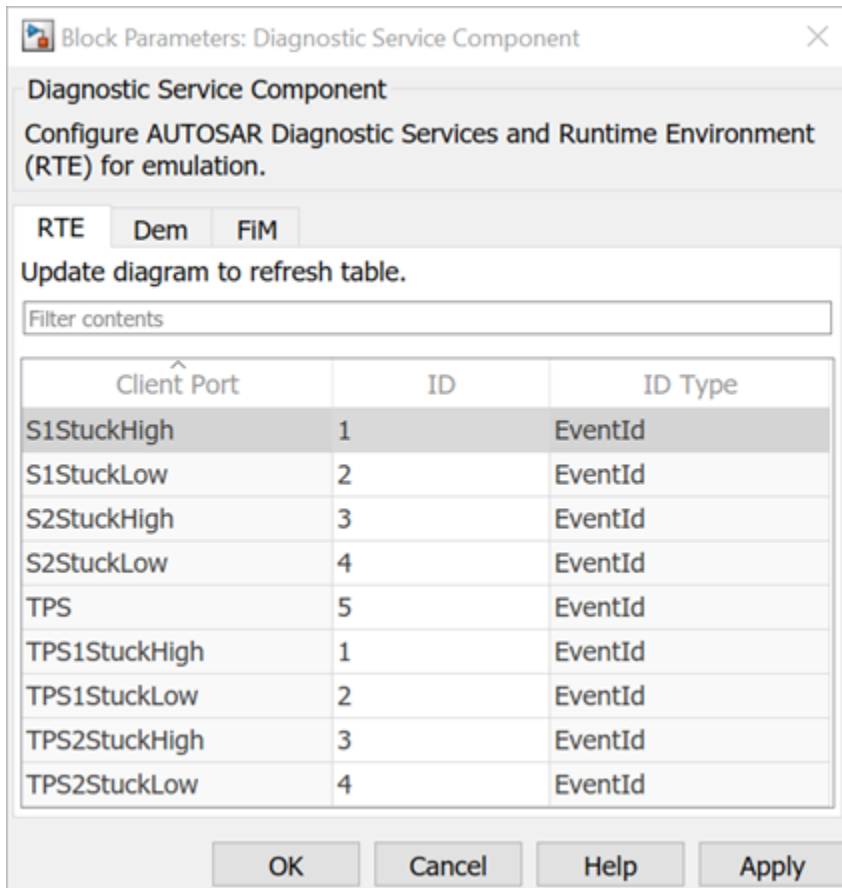 Block Parameters: Diagnostic Service Component
Diagnostic Service Component
Configure AUTOSAR Diagnostic Services and Runtime Environment
(RTE) for emulation.
RTE Dem FiM
Update diagram to refresh table.
Filter contents
Client Port ID ID Type
S1StuckHigh 1 EventId
S1StuckLow 2 EventId
S2StuckHigh 3 EventId
S2StuckLow 4 EventId
TPS 5 EventId
TPS1StuckHigh 1 EventId
TPS1StuckLow 2 EventId
TPS2StuckHigh 3 EventId
TPS2StuckLow 4 EventId
OK Cancel Help Apply